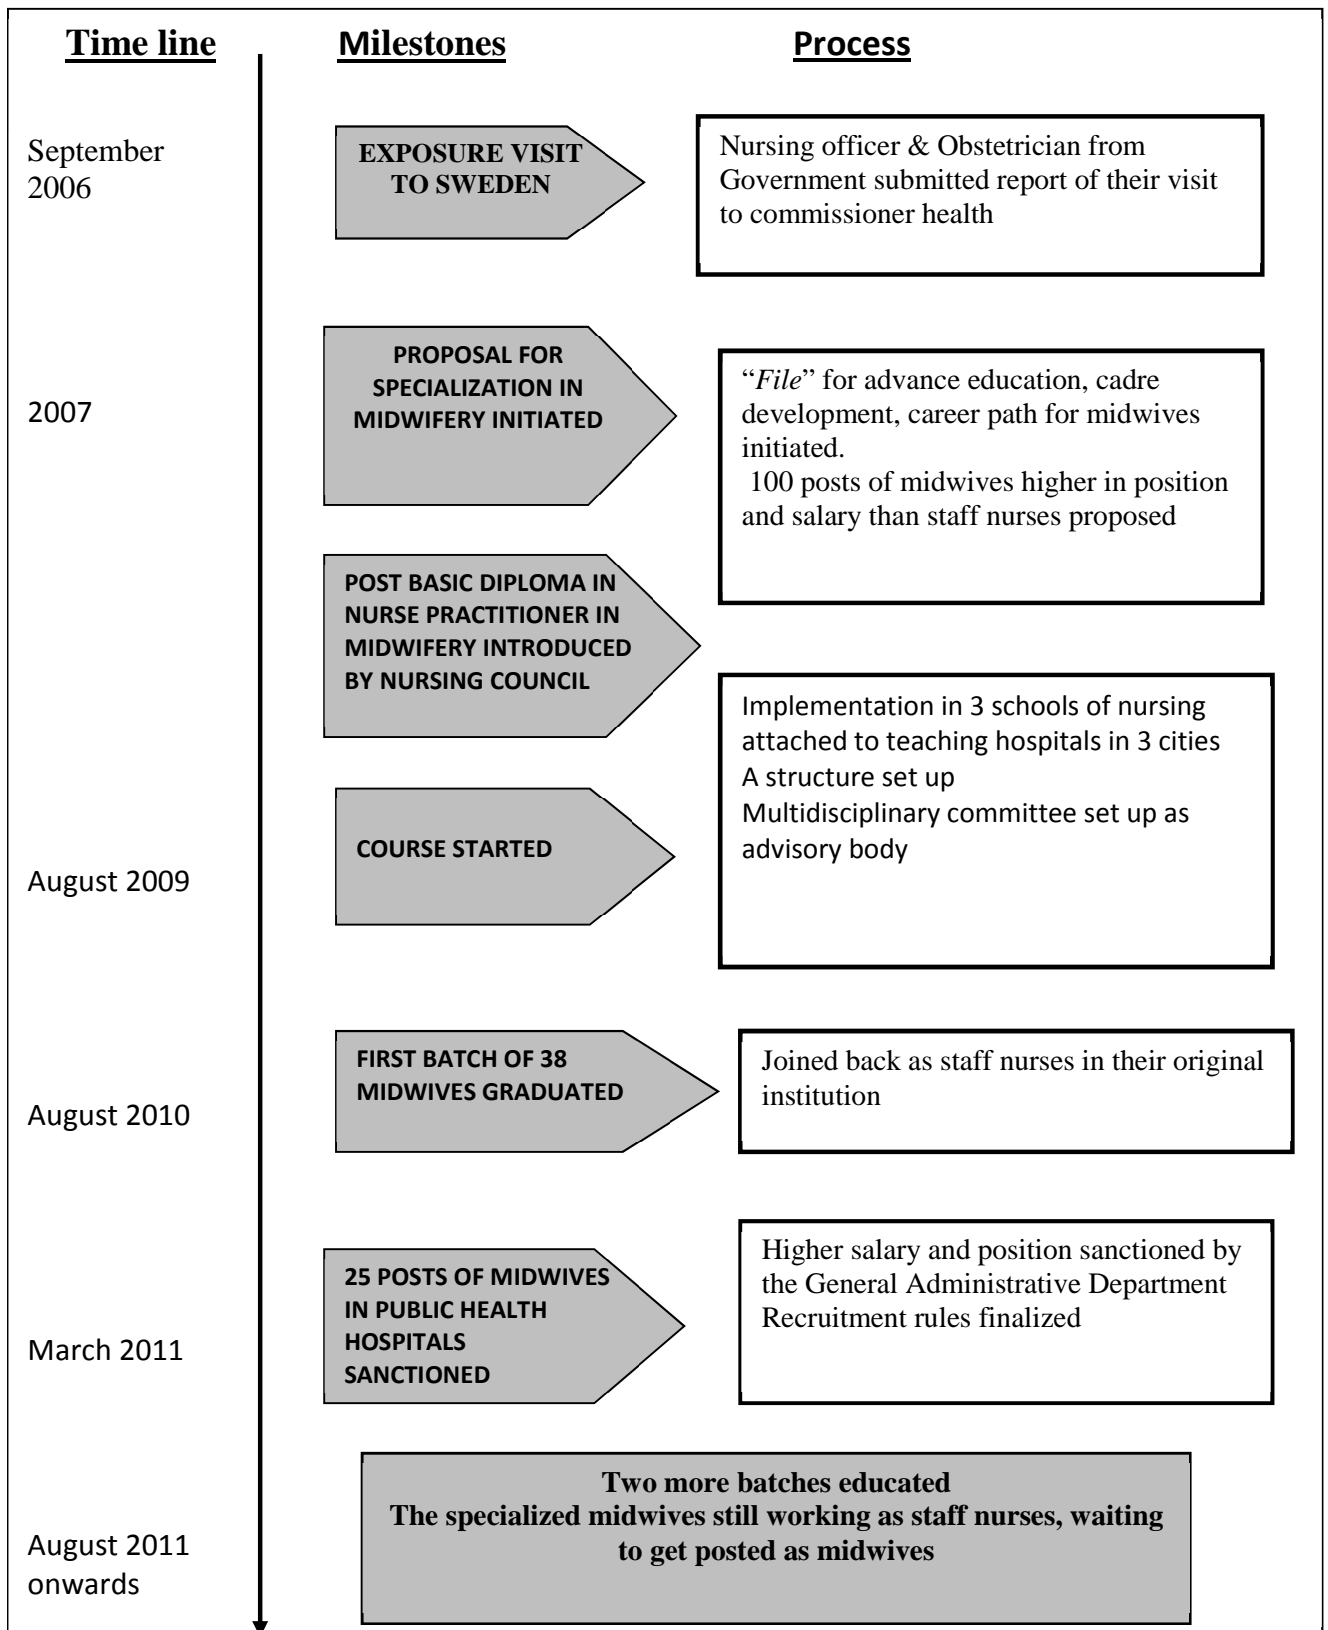 Time line
Milestones
Process
September
2006
EXPOSURE VISIT
TO SWEDEN
Nursing officer & Obstetrician from
Government submitted report of their visit
to commissioner health
2007
PROPOSAL FOR
SPECIALIZATION IN
MIDWIFERY INITIATED
“File” for advance education, cadre
development, career path for midwives
initiated.
100 posts of midwives higher in position
and salary than staff nurses proposed
POST BASIC DIPLOMA IN
NURSE PRACTITIONER IN
MIDWIFERY INTRODUCED
BY NURSING COUNCIL
Implementation in 3 schools of nursing
attached to teaching hospitals in 3 cities
A structure set up
Multidisciplinary committee set up as
advisory body
August 2009
COURSE STARTED
August 2010
FIRST BATCH OF 38
MIDWIVES GRADUATED
Joined back as staff nurses in their original
institution
March 2011
25 POSTS OF MIDWIVES
IN PUBLIC HEALTH
HOSPITALS
SANCTIONED
Higher salary and position sanctioned by
the General Administrative Department
Recruitment rules finalized
August 2011
onwards
Two more batches educated
The specialized midwives still working as staff nurses, waiting
to get posted as midwives